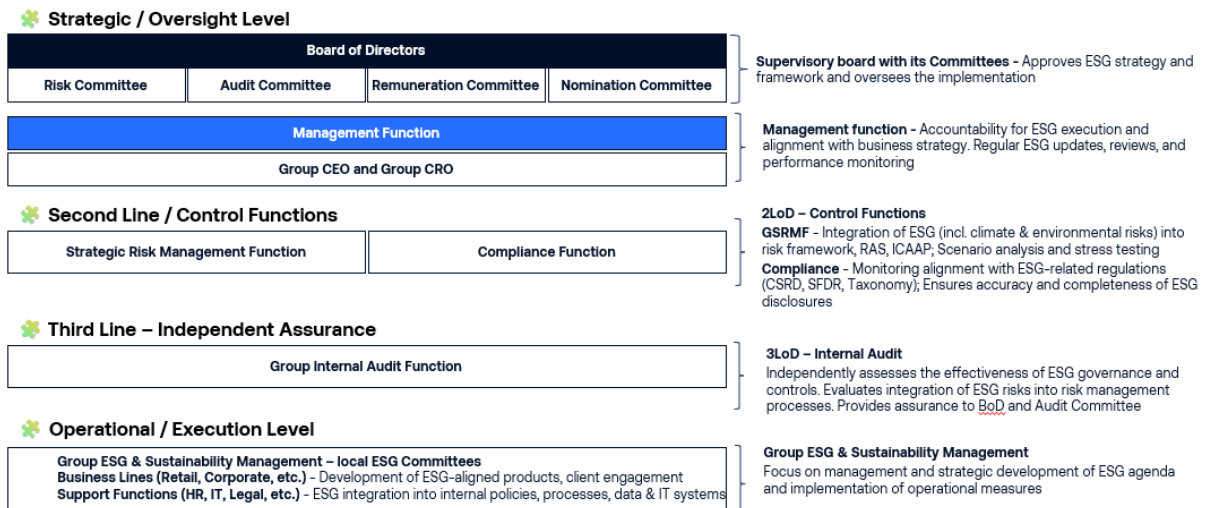 Strategic / Oversight Level
Board of Directors
Risk Committee
Audit Committee
Remuneration Committee
Nomination Committee
Supervisory board with its Committees - Approves ESG strategy and
framework and oversees the implementation
Management Function
Group CEO and Group CRO
Management function - Accountability for ESG execution and
alignment with business strategy. Regular ESG updates, reviews, and
performance monitoring
Second Line / Control Functions
Strategic Risk Management Function
Compliance Function
2LoD – Control Functions
GSRMF - Integration of ESG (incl. climate & environmental risks) into
risk framework, RAS, ICAAP; Scenario analysis and stress testing
Compliance - Monitoring alignment with ESG-related regulations
(CSRD, SFDR, Taxonomy); Ensures accuracy and completeness of ESG
disclosures
Third Line – Independent Assurance
Group Internal Audit Function
3LoD – Internal Audit
Independently assesses the effectiveness of ESG governance and
controls. Evaluates integration of ESG risks into risk management
processes. Provides assurance to BoD and Audit Committee
Operational / Execution Level
Group ESG & Sustainability Management – local ESG Committees
Business Lines (Retail, Corporate, etc.) - Development of ESG-aligned products, client engagement
Support Functions (HR, IT, Legal, etc.) - ESG integration into internal policies, processes, data & IT systems
Group ESG & Sustainability Management
Focus on management and strategic development of ESG agenda
and implementation of operational measures